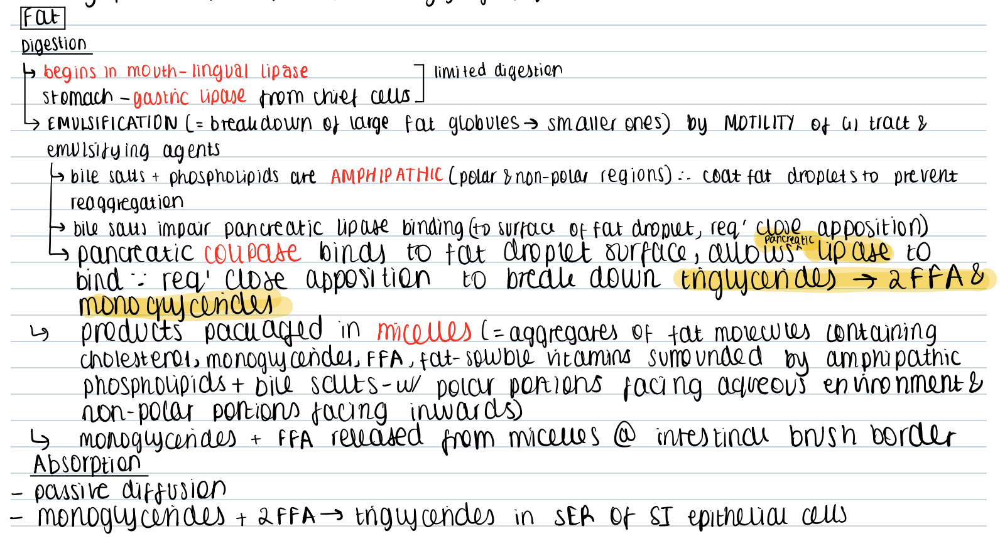 Fat
Digestion
↳ begins in mouth - lingual lipase
limited digestion
stomach - gastric lipase from chief cells
↳ EMULSIFICATION (= breakdown of large fat globules → smaller ones) by MOTILITY of GI tract &
emulsifying agents
↳ bile salts + phospholipids are AMPHIPATHIC (polar & non-polar regions) ∴ coat fat droplets to prevent
reaggregation
↳ bile salts impair pancreatic lipase binding (to surface of fat droplet, req' close apposition)
↳ pancreatic colipase binds to fat droplet surface, allows pancreatic lipase to
bind ∵ req' close apposition to break down triglycerides → 2 FFA &
monoglycerides
↳ products packaged in micelles (= aggregares of fat molecules containing
cholesterol, monoglycerides, FFA, fat-soluble vitamins surrounded by amphipathic
phospholipids + bile salts - w/ polar portions facing aqueous environment &
non-polar portions facing inwards)
↳ monoglycerides + FFA released from micelles @ intestinal brush border
Absorption
- passive diffusion
- monoglycerides + 2 FFA → triglycerides in SER of SI epithelial cells